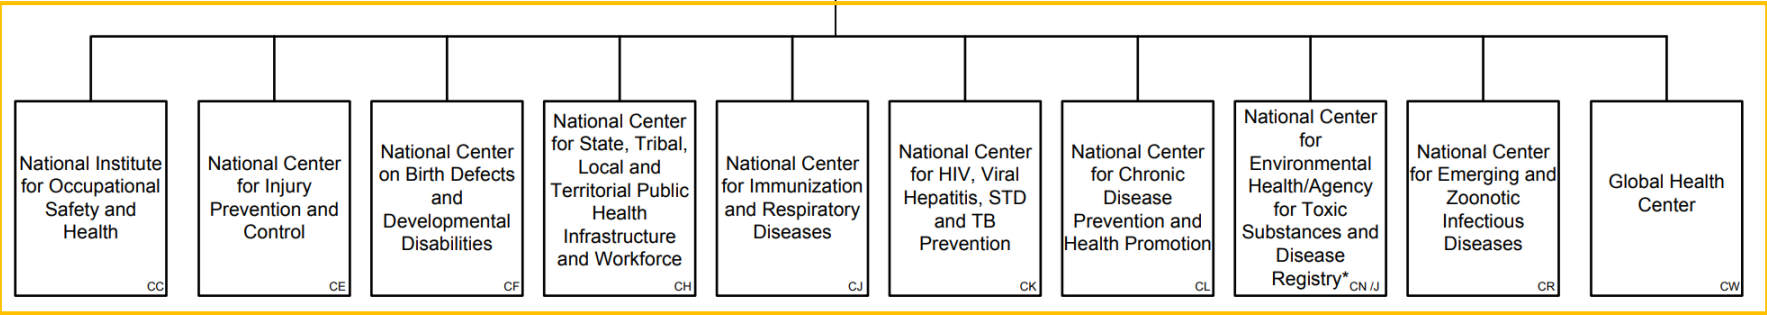 National Institute
for Occupational
Safety and
Health
CC
National Center
for Injury
Prevention and
Control
CE
National Center
on Birth Defects
and
Developmental
Disabilities
CF
National Center
for State, Tribal,
Local and
Territorial Public
Health
Infrastructure
and Workforce
CH
National Center
for Immunization
and Respiratory
Diseases
CJ
National Center
for HIV, Viral
Hepatitis, STD
and TB
Prevention
CK
National Center
for Chronic
Disease
Prevention and
Health Promotion
CL
National Center
for
Environmental
Health/Agency
for Toxic
Substances and
Disease
Registry*
CN /J
National Center
for Emerging and
Zoonotic
Infectious
Diseases
CR
Global Health
Center
CW